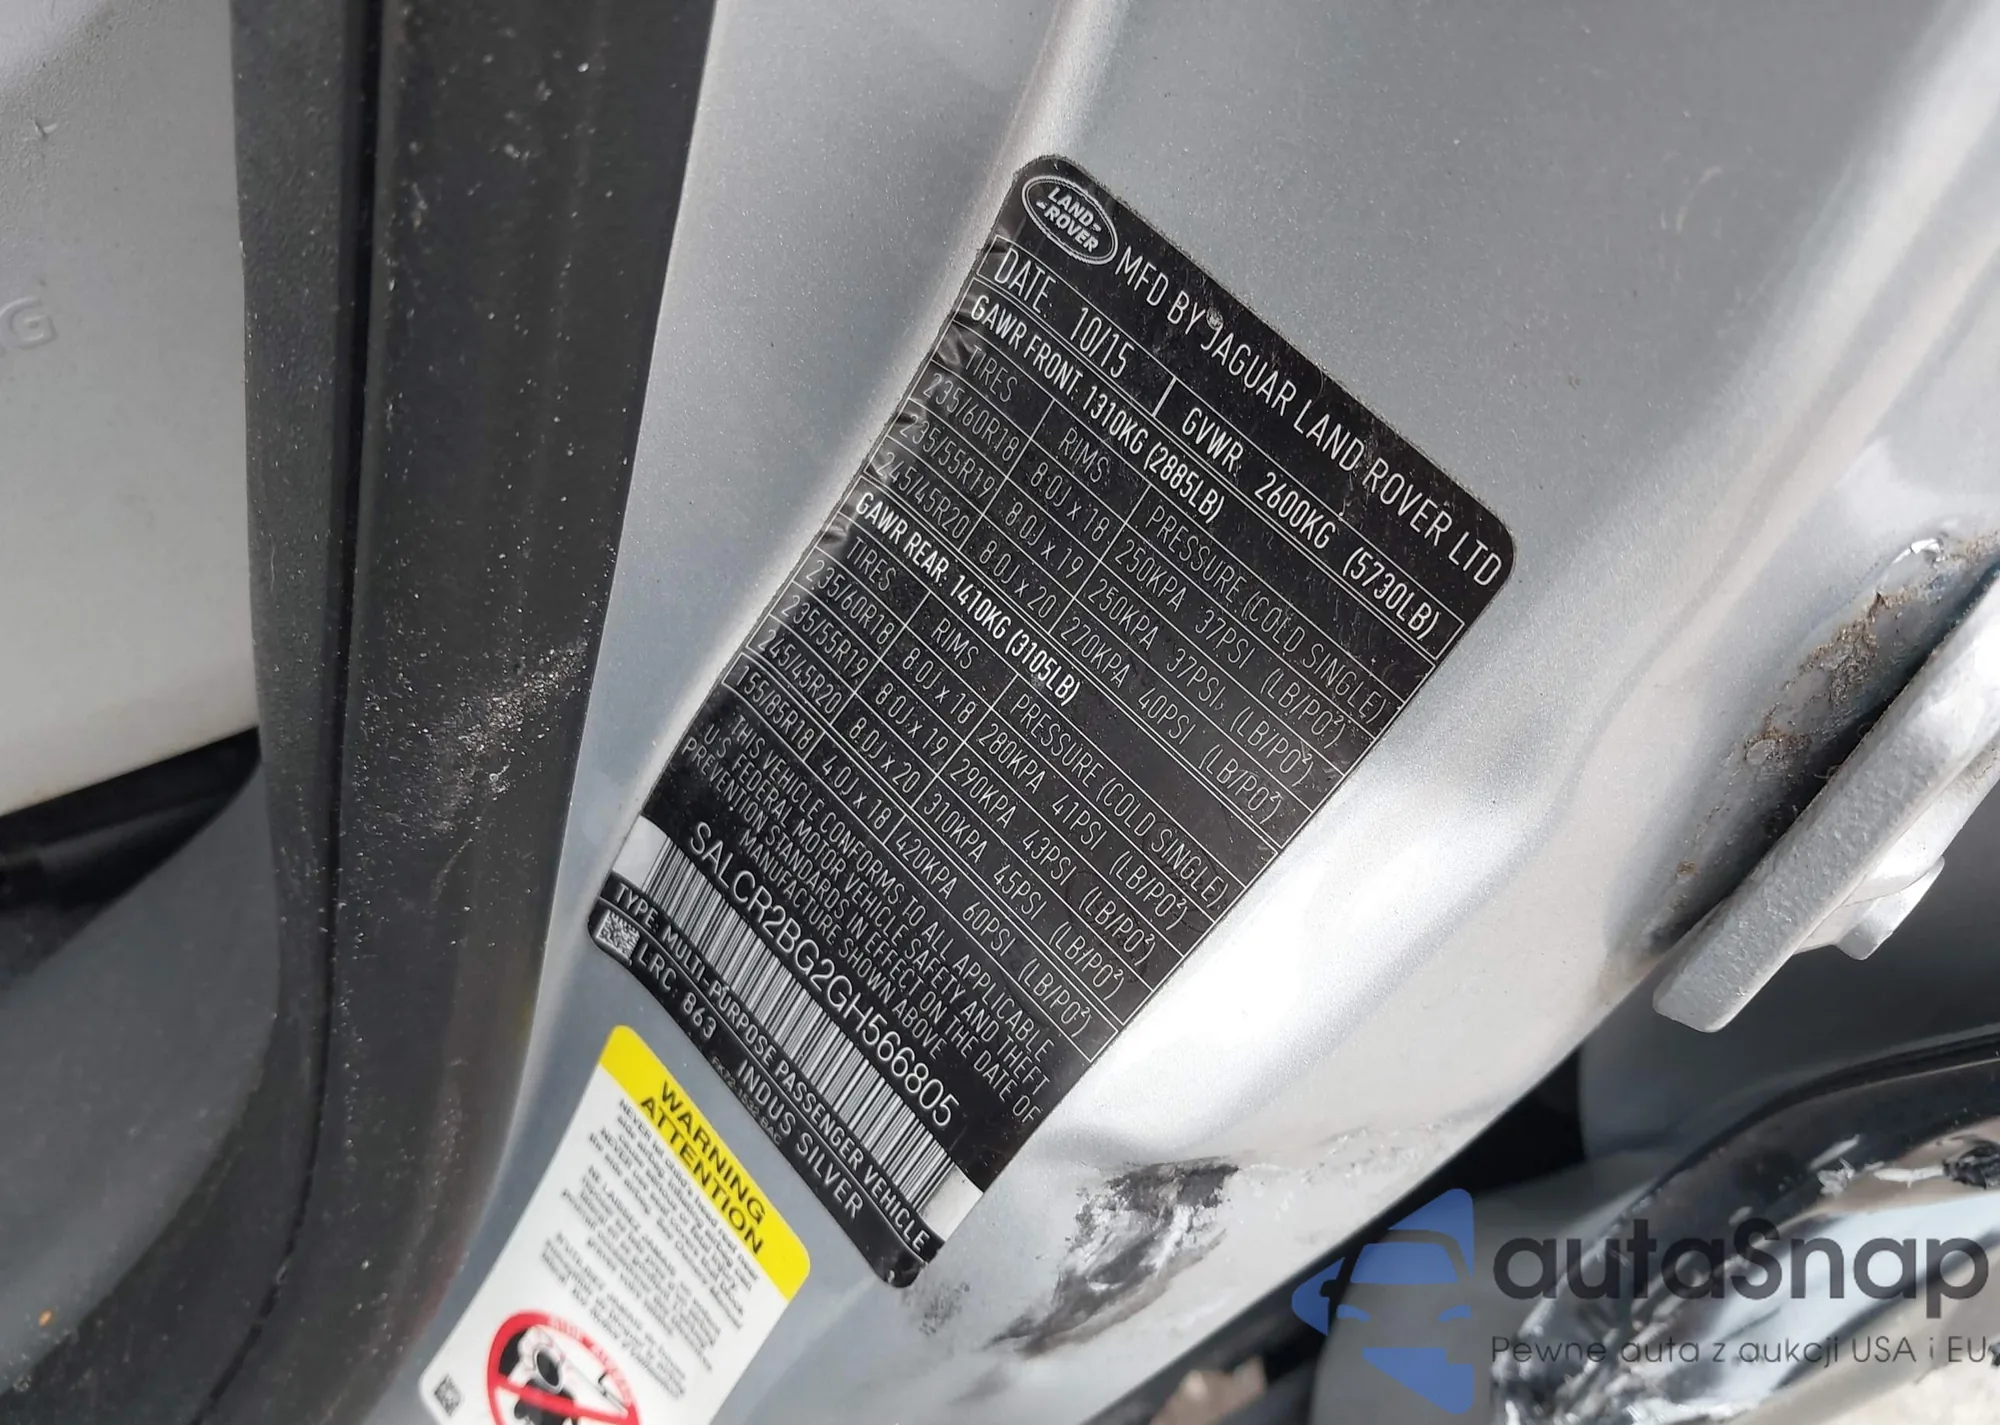 LAND-
-ROVER
MFD BY JAGUAR LAND ROVER LTD
DATE 10/15 GVWR 2600KG (5730LB)
GAWR FRONT: 1310KG (2885LB)
TIRES RIMS PRESSURE (COLD SINGLE)
235/60R18 8.0J x 18 250KPA 37PSI (LB/PO²)
235/55R19 8.0J x 19 250KPA 37PSI (LB/PO²)
245/45R20 8.0J x 20 270KPA 40PSI (LB/PO²)
GAWR REAR: 1410KG (3105LB)
TIRES RIMS PRESSURE (COLD SINGLE)
235/60R18 8.0J x 18 280KPA 41PSI (LB/PO²)
235/55R19 8.0J x 19 290KPA 43PSI (LB/PO²)
245/45R20 8.0J x 20 310KPA 45PSI (LB/PO²)
155/85R18 4.0J x 18 420KPA 60PSI (LB/PO²)
THIS VEHICLE CONFORMS TO ALL APPLICABLE
U.S FEDERAL MOTOR VEHICLE SAFETY AND THEFT
PREVENTION STANDARDS IN EFFECT ON THE DATE OF
MANUFACTURE SHOWN ABOVE
SALCR2BG2GH566805
TYPE: MULTI-PURPOSE PASSENGER VEHICLE
LRC: 863 INDUS SILVER
WARNING
ATTENTION
autaSnap
Pewne auta z aukcji USA i EU